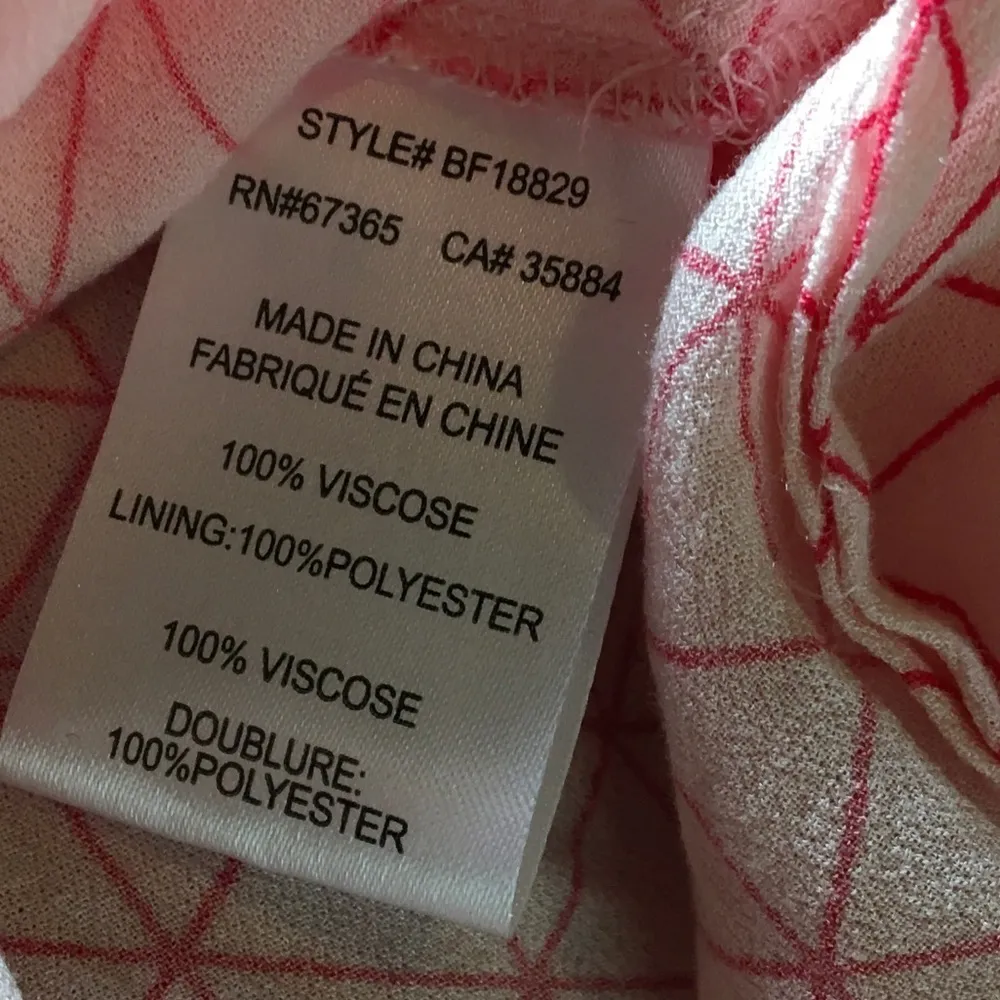 STYLE# BF18829
RN#67365 CA# 35884
MADE IN CHINA
FABRIQUÉ EN CHINE
100% VISCOSE
LINING:100%POLYESTER
100% VISCOSE
DOUBLURE:
100%POLYESTER